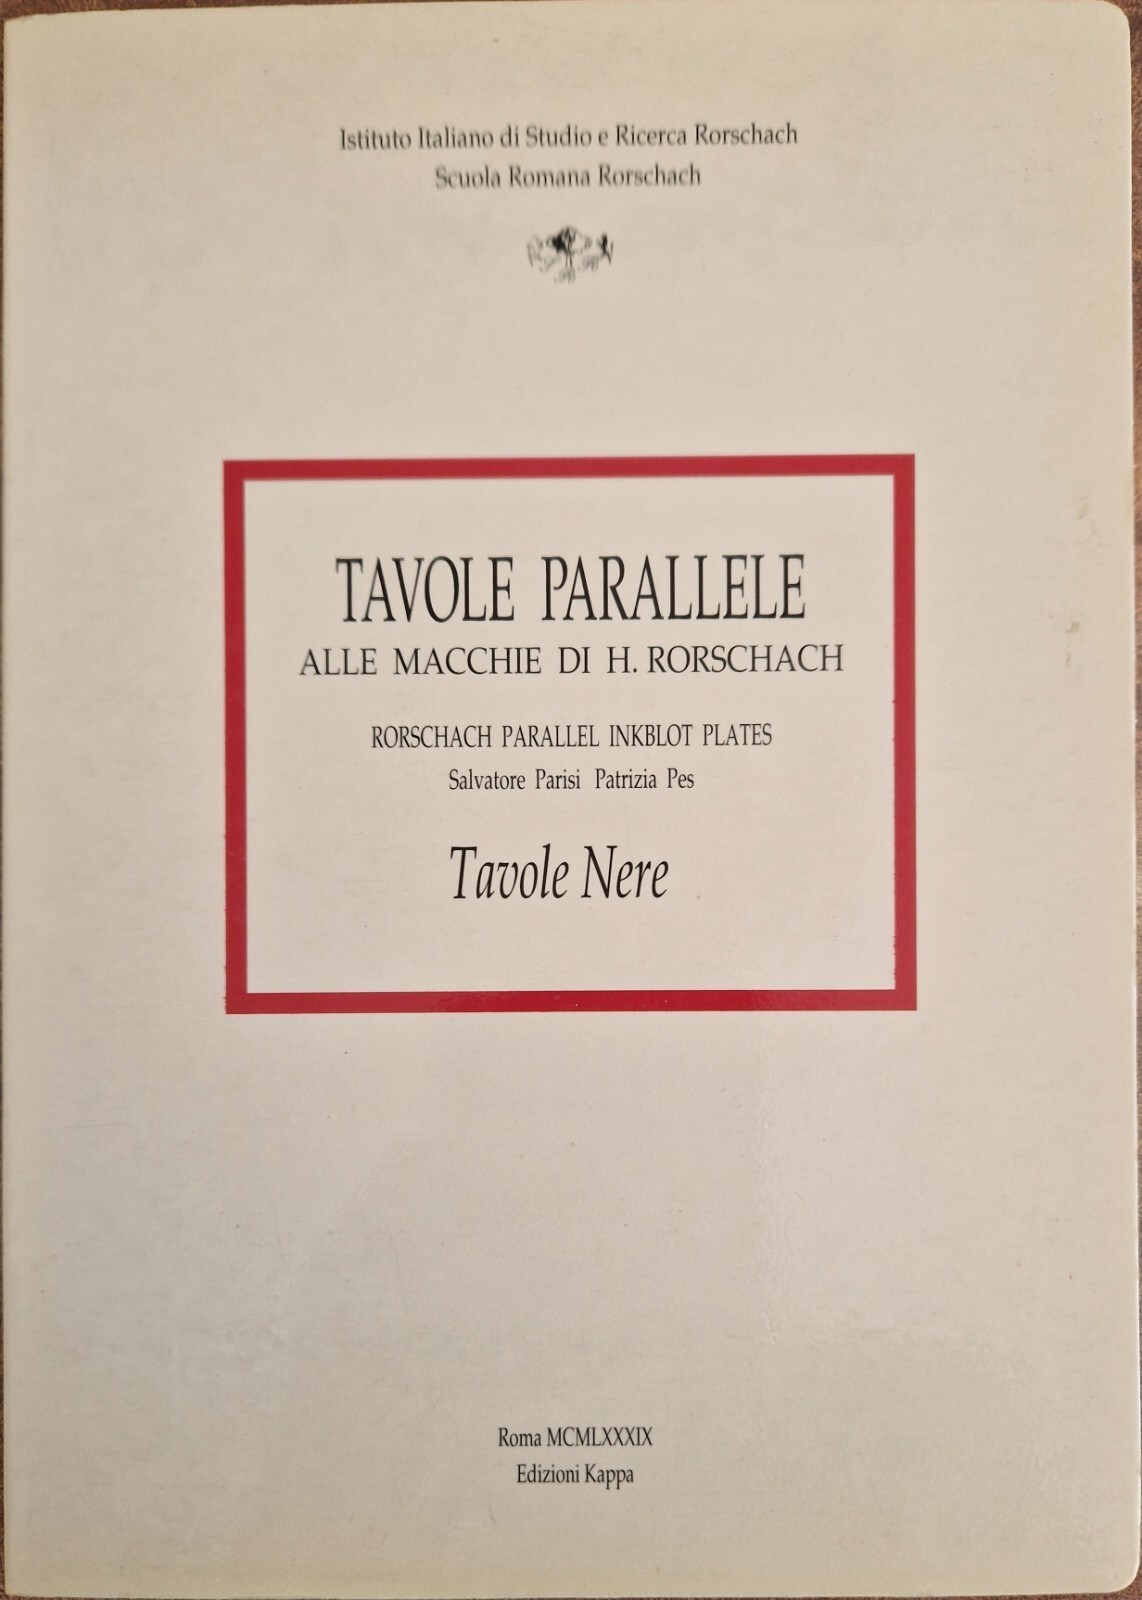 Istituto Italiano di Studio e Ricerca Rorschach
Scuola Romana Rorschach
TAVOLE PARALLELE
ALLE MACCHIE DI H. RORSCHACH
RORSCHACH PARALLEL INKBLOT PLATES
Salvatore Parisi Patrizia Pes
Tavole Nere
Roma MCMLXXXIX
Edizioni Kappa